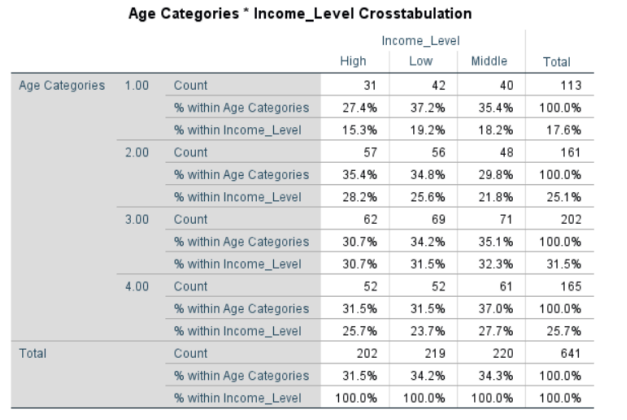 Age Categories * Income_Level Crosstabulation
Income_Level
High Low Middle Total
Age Categories 1.00 Count 31 42 40 113
% within Age Categories 27.4% 37.2% 35.4% 100.0%
% within Income_Level 15.3% 19.2% 18.2% 17.6%
2.00 Count 57 56 48 161
% within Age Categories 35.4% 34.8% 29.8% 100.0%
% within Income_Level 28.2% 25.6% 21.8% 25.1%
3.00 Count 62 69 71 202
% within Age Categories 30.7% 34.2% 35.1% 100.0%
% within Income_Level 30.7% 31.5% 32.3% 31.5%
4.00 Count 52 52 61 165
% within Age Categories 31.5% 31.5% 37.0% 100.0%
% within Income_Level 25.7% 23.7% 27.7% 25.7%
Total Count 202 219 220 641
% within Age Categories 31.5% 34.2% 34.3% 100.0%
% within Income_Level 100.0% 100.0% 100.0% 100.0%